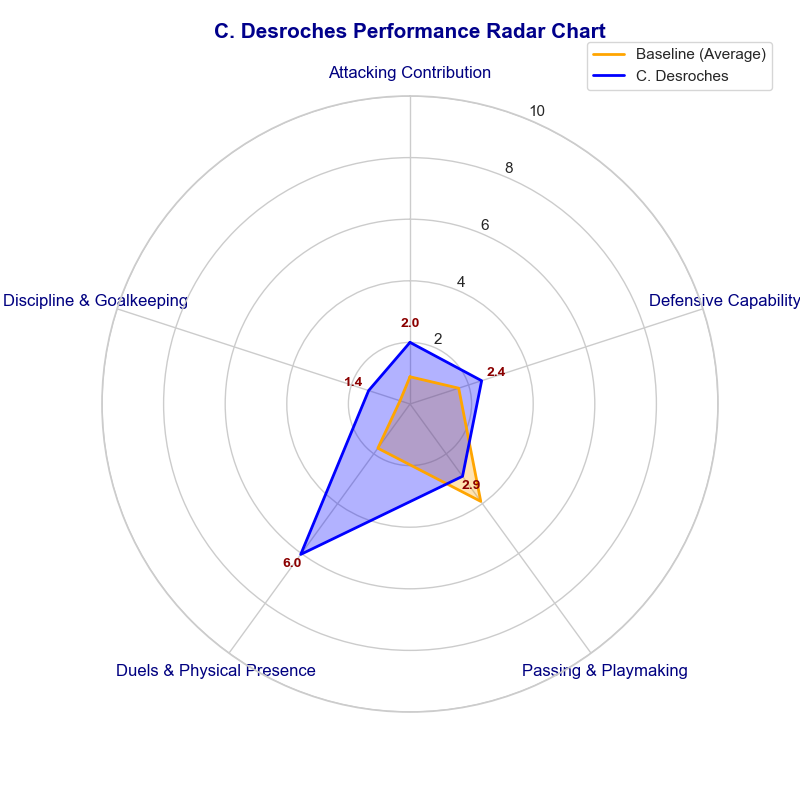 C. Desroches Performance Radar Chart
Baseline (Average)
C. Desroches
Attacking Contribution
10
8
6
4
2
2.0
Discipline & Goalkeeping
Defensive Capability
1.4
2.4
2.9
6.0
Duels & Physical Presence
Passing & Playmaking